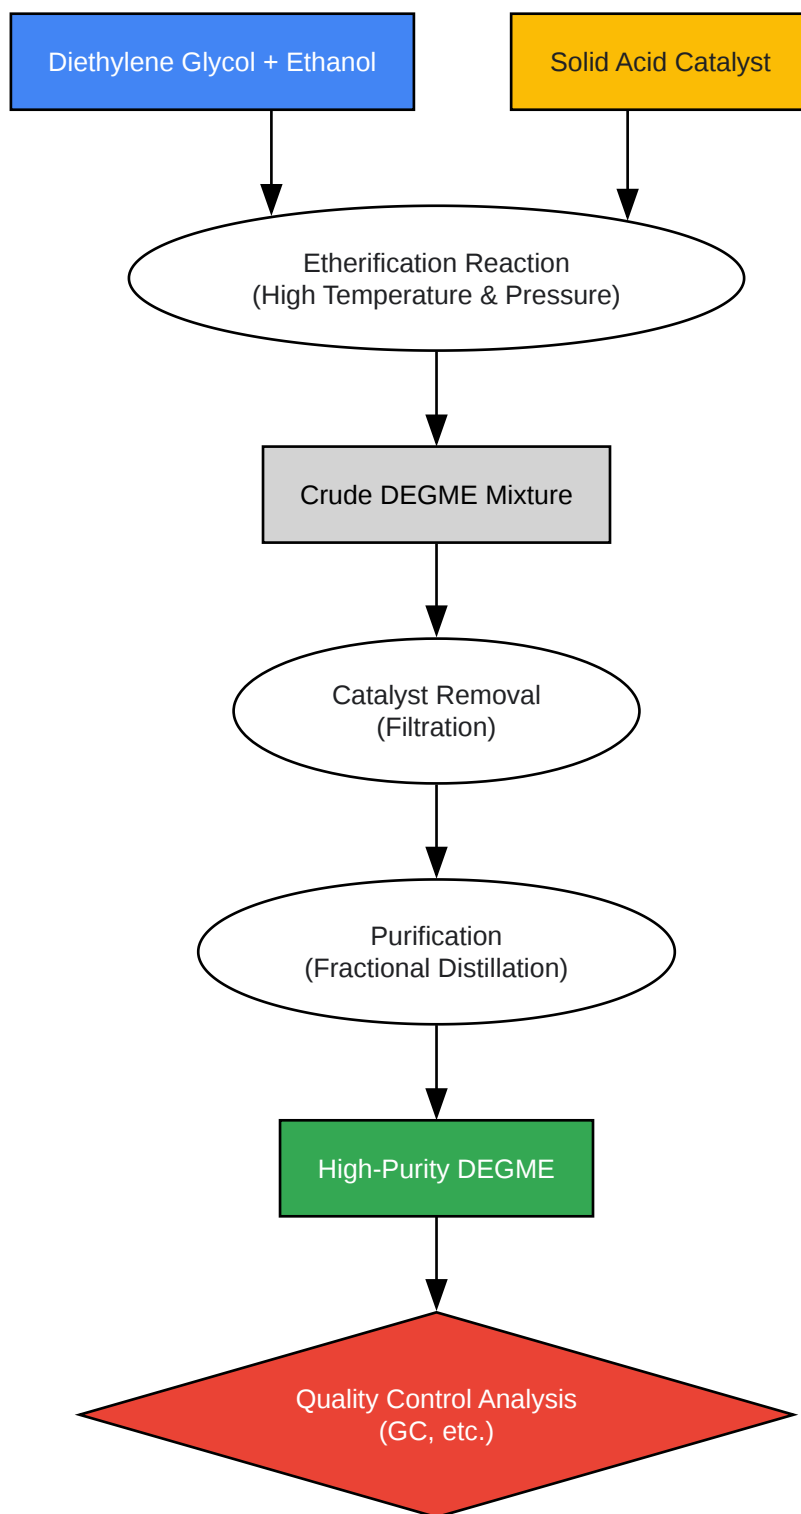 Diethylene Glycol + Ethanol
Solid Acid Catalyst
Etherification Reaction
(High Temperature & Pressure)
Crude DEGME Mixture
Catalyst Removal
(Filtration)
Purification
(Fractional Distillation)
High-Purity DEGME
Quality Control Analysis
(GC, etc.)